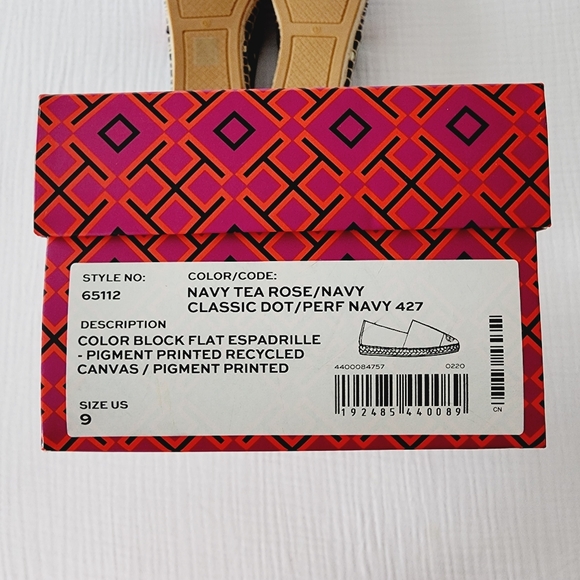 STYLE NO:
65112
COLOR/CODE:
NAVY TEA ROSE/NAVY
CLASSIC DOT/PERF NAVY 427
DESCRIPTION
COLOR BLOCK FLAT ESPADRILLE
- PIGMENT PRINTED RECYCLED
CANVAS / PIGMENT PRINTED
SIZE US
9
4400084757 0220
192485 440089
CN